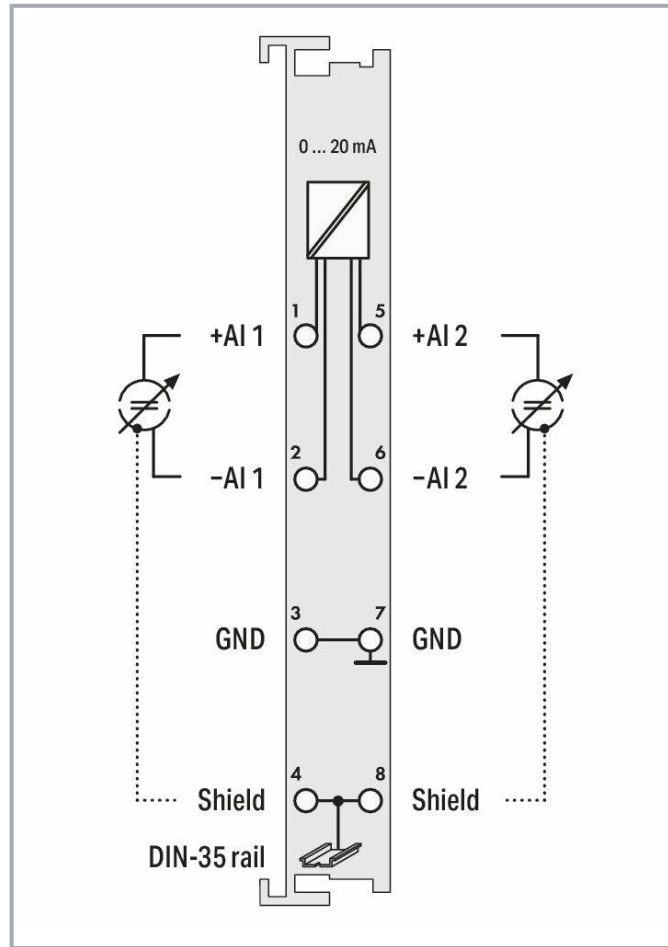 0 ... 20 mA
1 5
+AI 1 +AI 2
2 6
−AI 1 −AI 2
3 7
GND GND
4 8
Shield Shield
DIN-35 rail